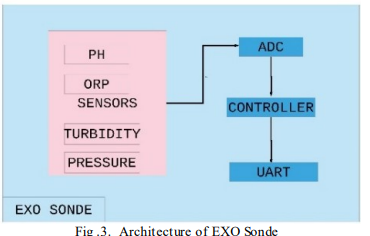 PH
ORP
SENSORS
TURBIDITY
PRESSURE
ADC
CONTROLLER
UART
EXO SONDE
Fig .3. Architecture of EXO Sonde